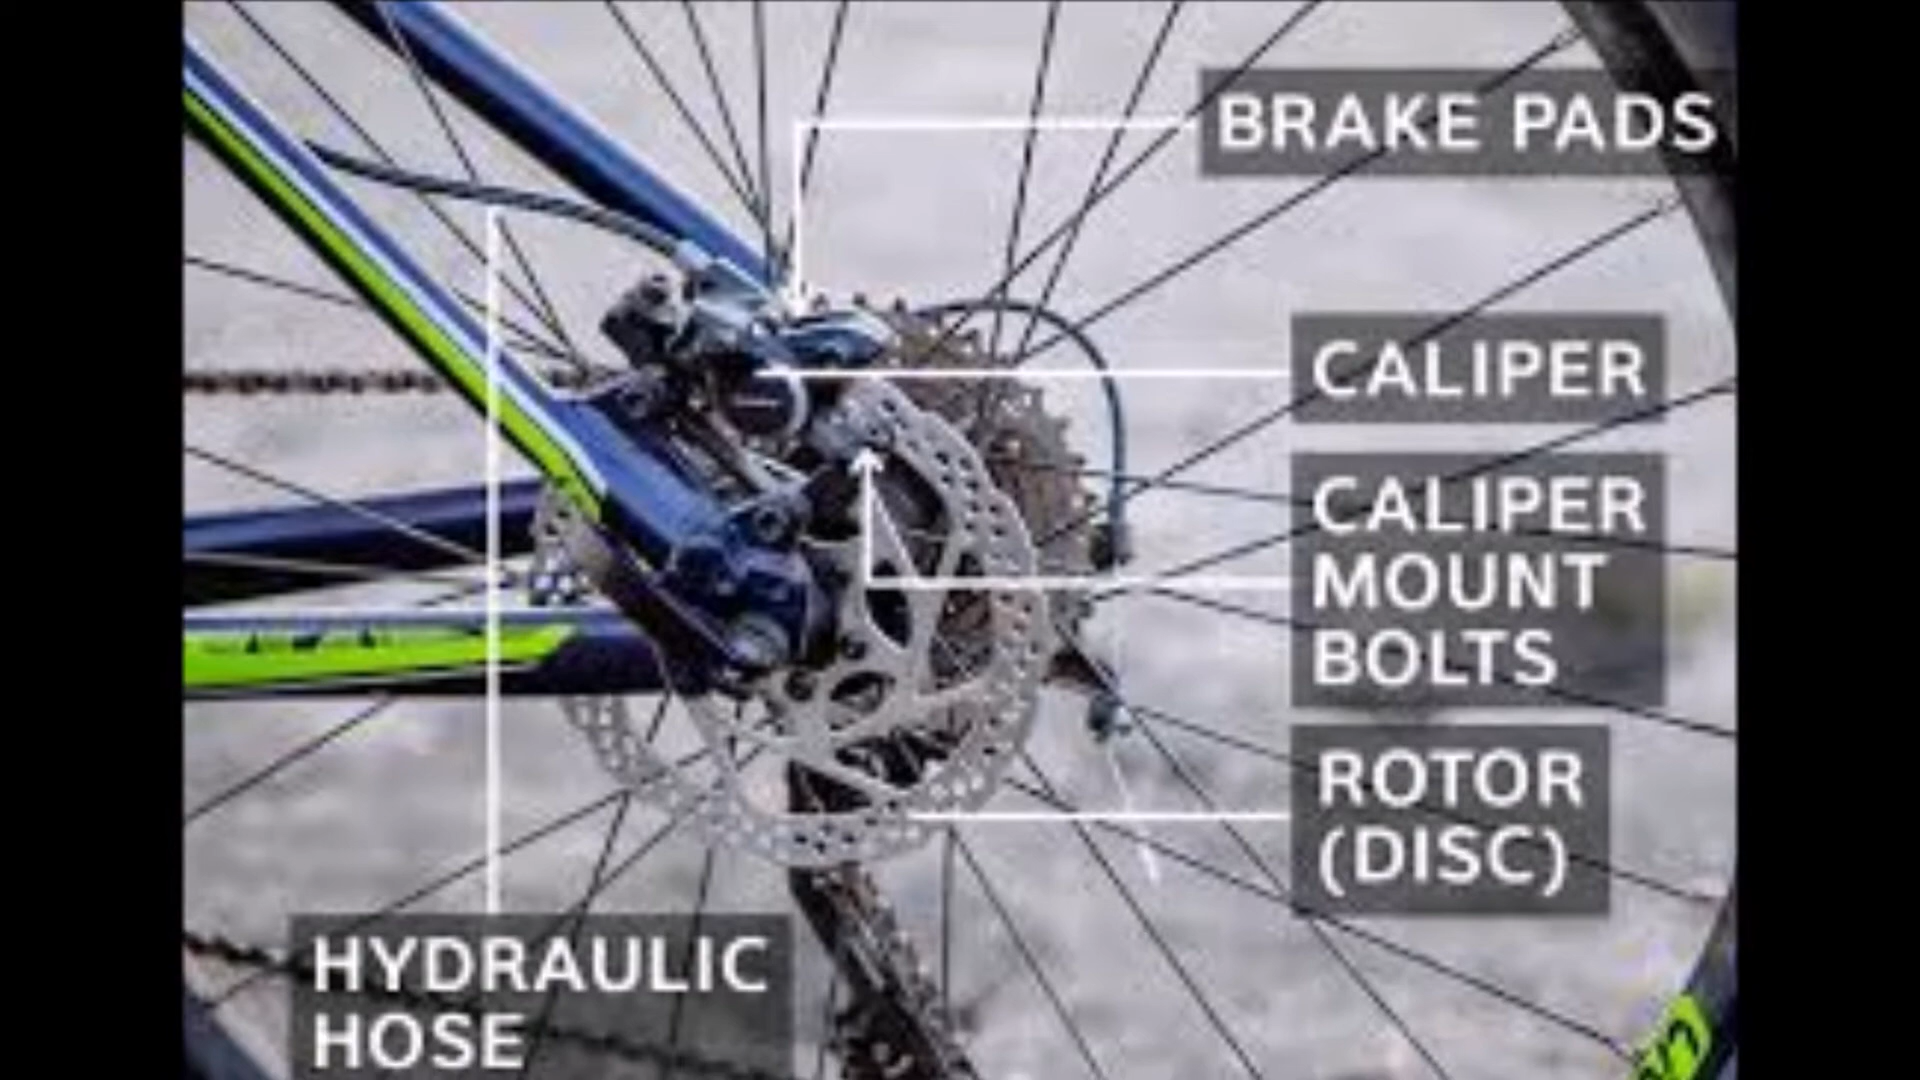 BRAKE PADS
CALIPER
CALIPER
MOUNT
BOLTS
ROTOR
(DISC)
HYDRAULIC
HOSE